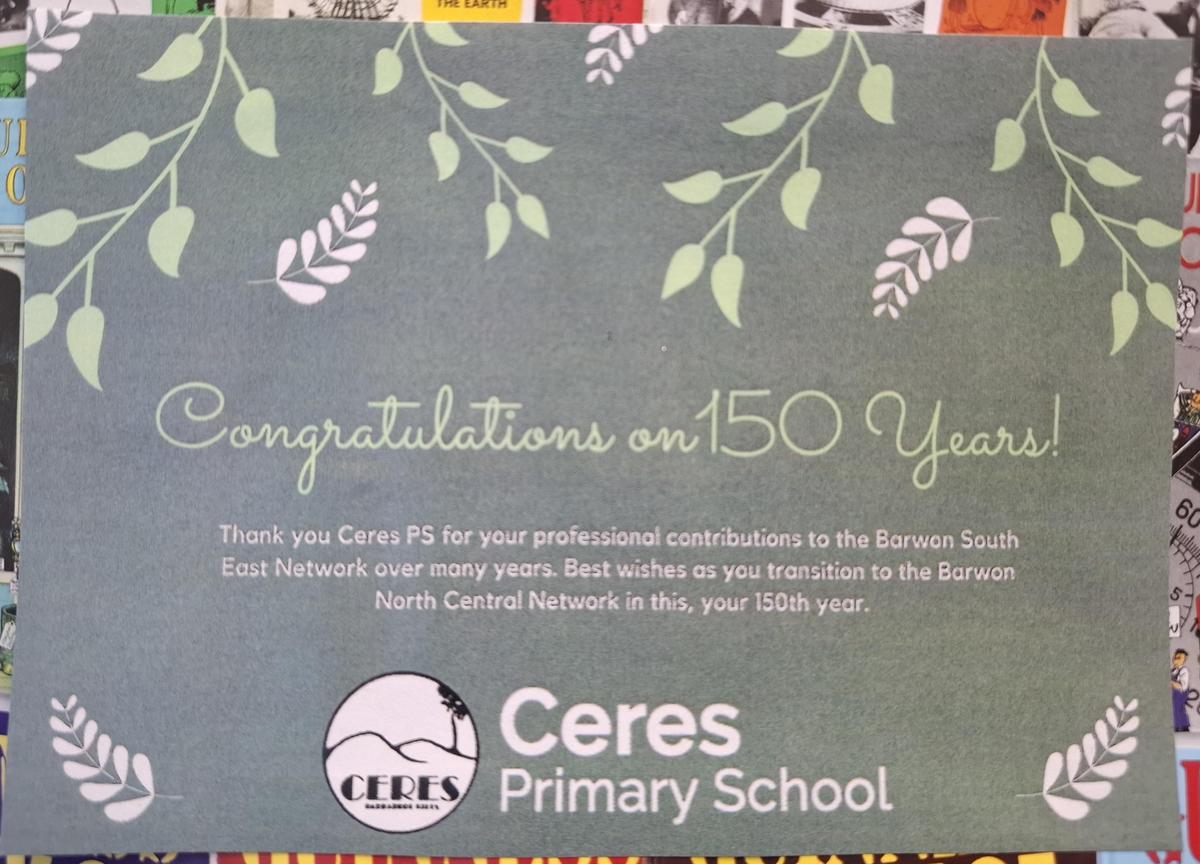 THE EARTH
Congratulations on 150 Years!
Thank you Ceres PS for your professional contributions to the Barwon South
East Network over many years. Best wishes as you transition to the Barwon
North Central Network in this, your 150th year.
CERES
BARRABOOL HILLS
Ceres
Primary School